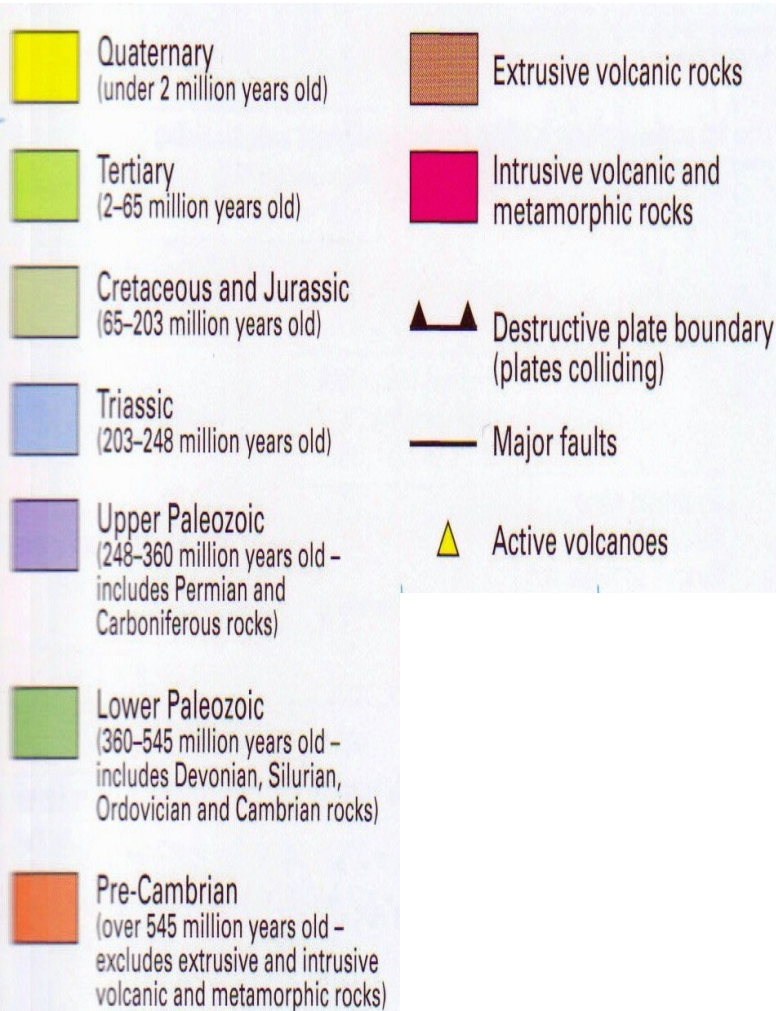 Quaternary
(under 2 million years old)
Tertiary
(2–65 million years old)
Cretaceous and Jurassic
(65–203 million years old)
Triassic
(203–248 million years old)
Upper Paleozoic
(248–360 million years old –
includes Permian and
Carboniferous rocks)
Lower Paleozoic
(360–545 million years old –
includes Devonian, Silurian,
Ordovician and Cambrian rocks)
Pre-Cambrian
(over 545 million years old –
excludes extrusive and intrusive
volcanic and metamorphic rocks)
Extrusive volcanic rocks
Intrusive volcanic and
metamorphic rocks
Destructive plate boundary
(plates colliding)
Major faults
Active volcanoes